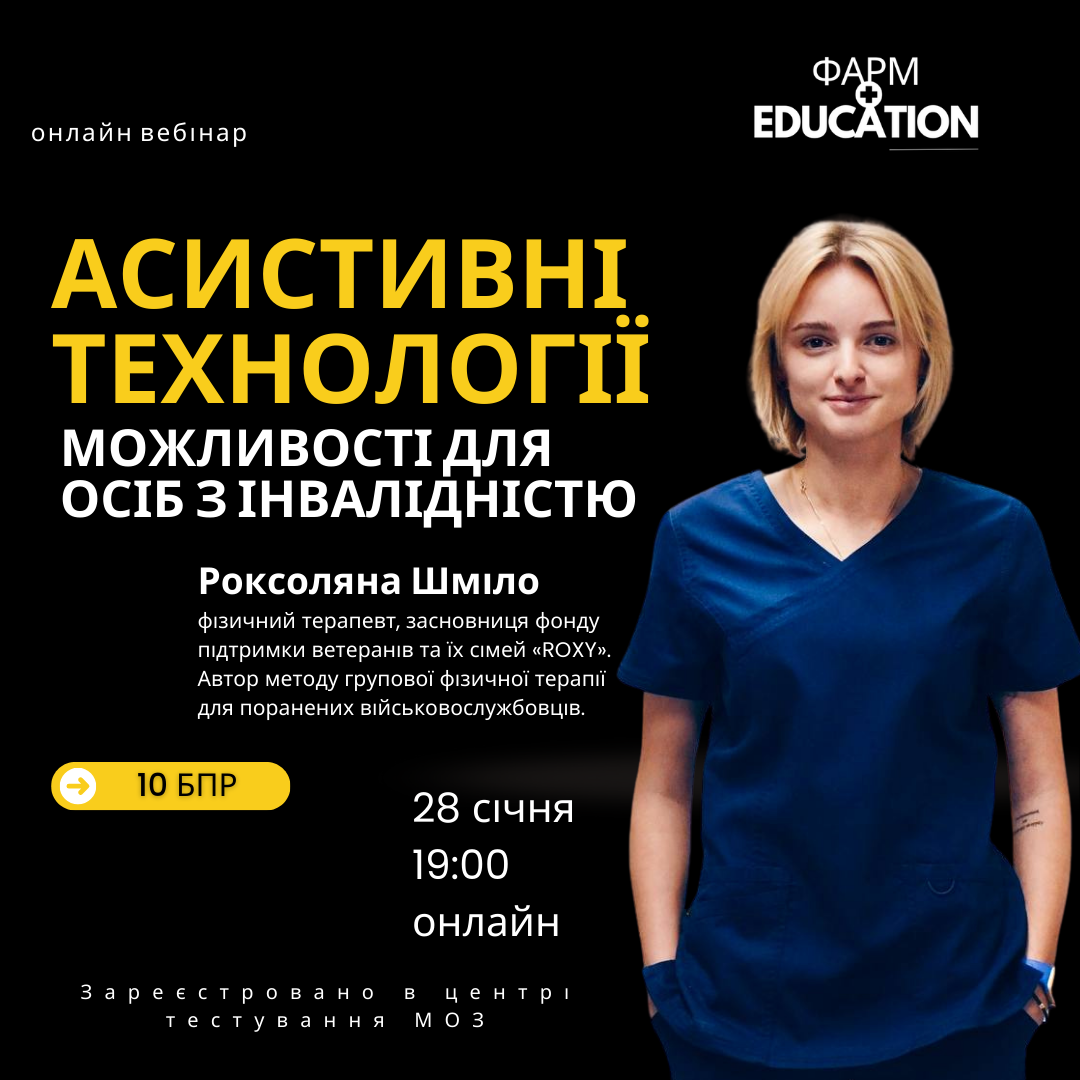 онлайн вебінар
ФАРМ
EDUCATION
АСИСТИВНІ
ТЕХНОЛОГІЇ
МОЖЛИВОСТІ ДЛЯ
ОСІБ З ІНВАЛІДНІСТЮ
Роксоляна Шміло
фізичний терапевт, засновниця фонду
підтримки ветеранів та їх сімей «ROXY».
Автор методу групової фізичної терапії
для поранених військовослужбовців.
10 БПР
28 січня
19:00
онлайн
Зареєстровано в центрі
тестування МОЗ